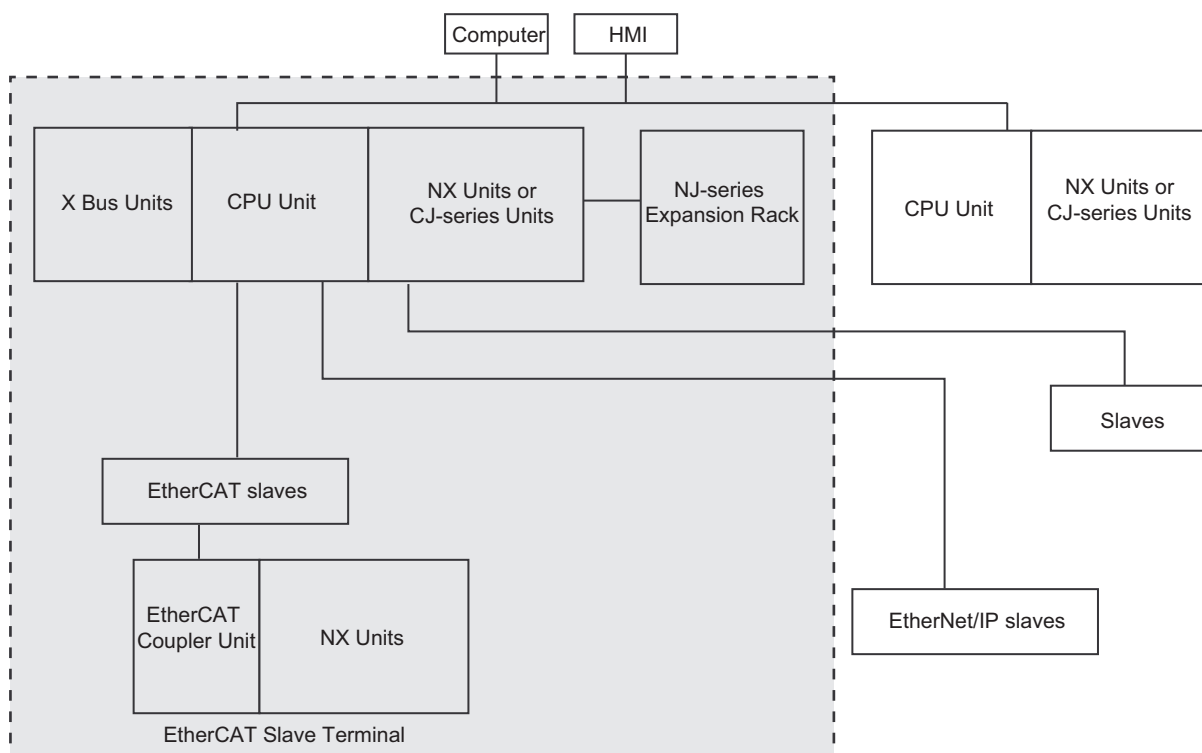 Computer
HMI
X Bus Units
CPU Unit
NX Units or
CJ-series Units
NJ-series
Expansion Rack
CPU Unit
NX Units or
CJ-series Units
Slaves
EtherCAT slaves
EtherNet/IP slaves
EtherCAT
Coupler Unit
NX Units
EtherCAT Slave Terminal